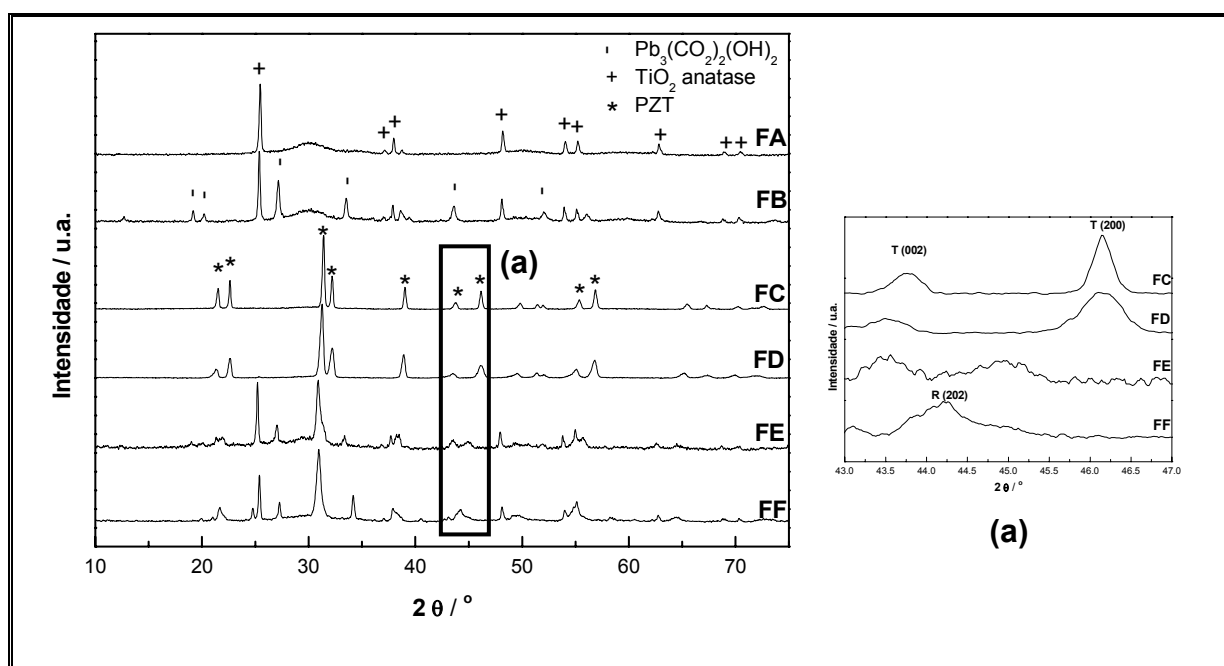 ı Pb3(CO2)2(OH)2
+ TiO2 anatase
* PZT
FA
FB
(a)
FC
FD
FE
FF
Intensidade / u.a.
10 20 30 40 50 60 70
2 θ / °
T (002)
T (200)
FC
FD
FE
R (202)
FF
Intensidade / u.a.
43.0 43.5 44.0 44.5 45.0 45.5 46.0 46.5 47.0
2 θ / °
(a)